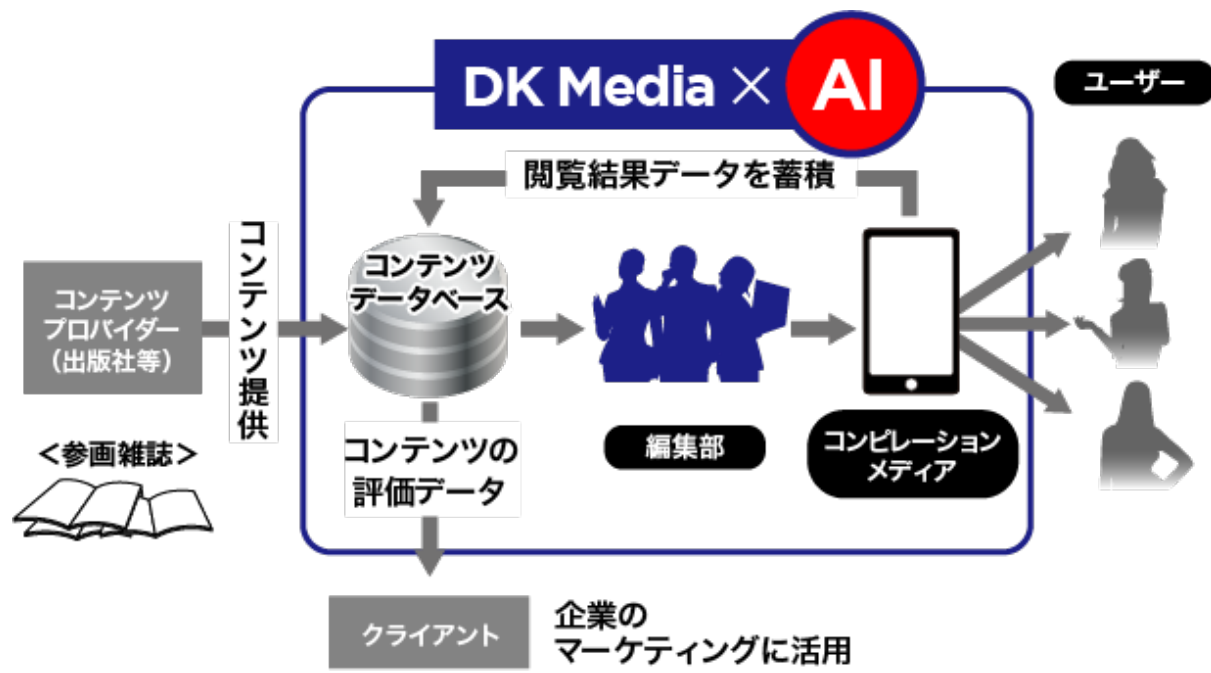 DK Media × AI
ユーザー
閲覧結果データを蓄積
コンテンツ
プロバイダー
（出版社等）
コンテンツ提供
コンテンツ
データベース
＜参画雑誌＞
編集部
コンピレーション
メディア
コンテンツの
評価データ
クライアント
企業の
マーケティングに活用